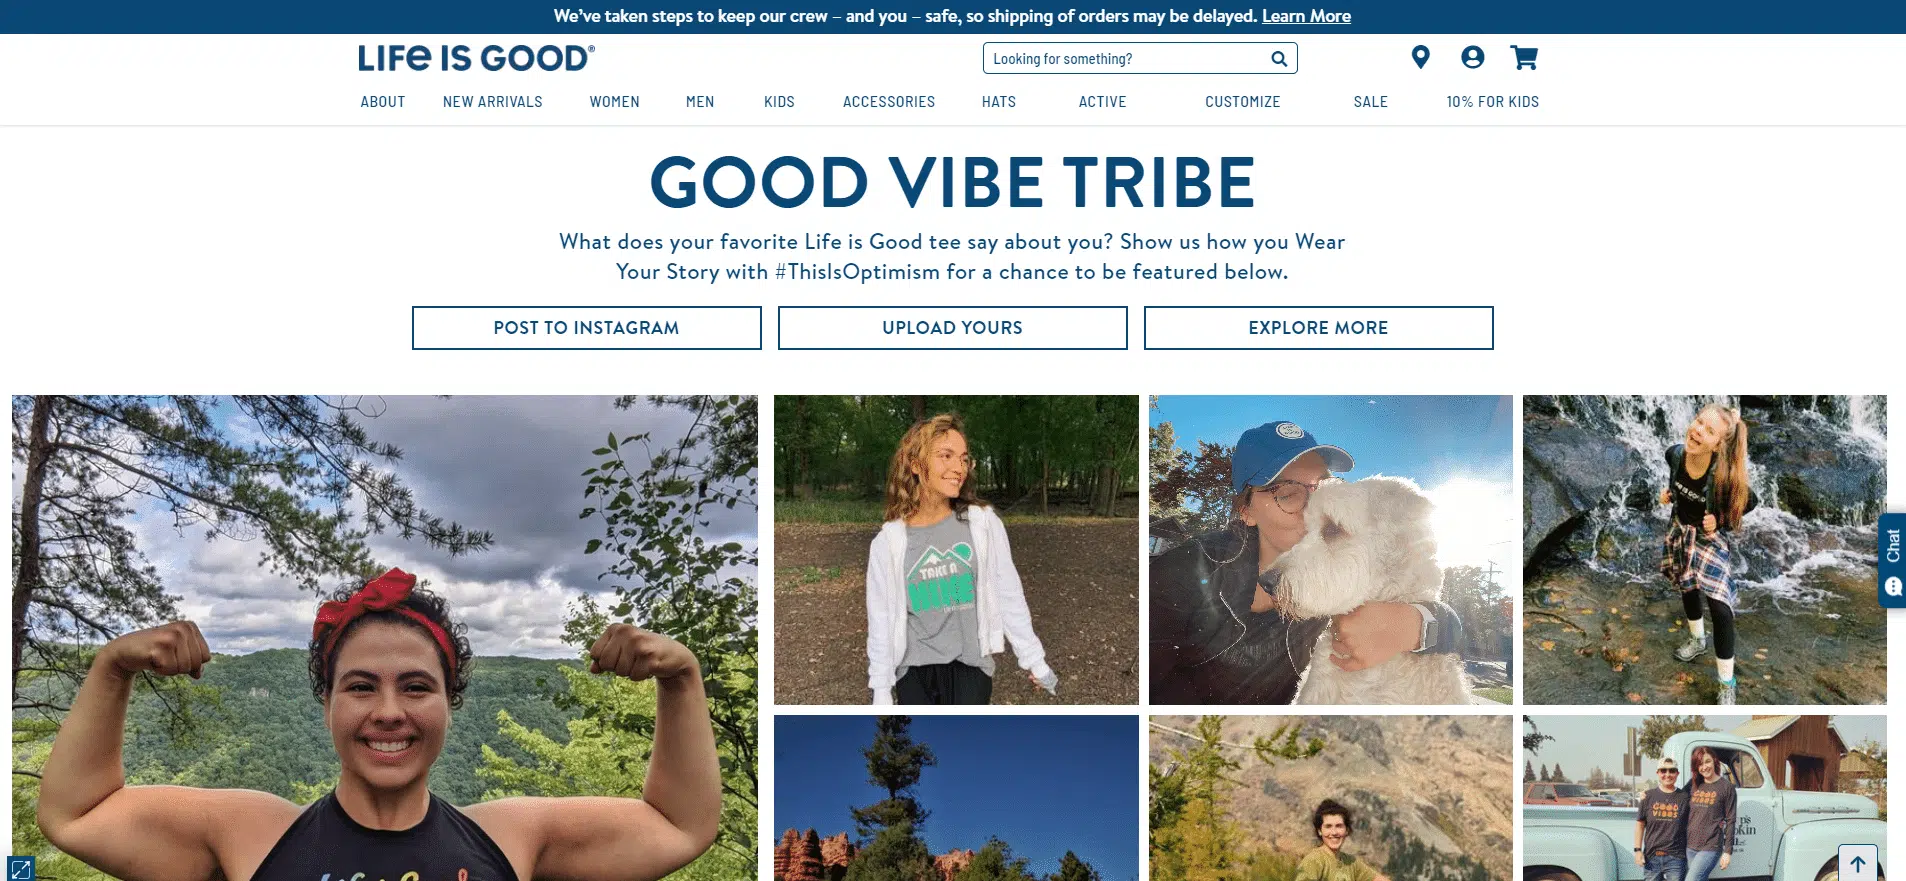 We've taken steps to keep our crew – and you – safe, so shipping of orders may be delayed. Learn More
LIFE IS GOOD®
Looking for something?
ABOUT NEW ARRIVALS WOMEN MEN KIDS ACCESSORIES HATS ACTIVE CUSTOMIZE SALE 10% FOR KIDS
GOOD VIBE TRIBE
What does your favorite Life is Good tee say about you? Show us how you Wear
Your Story with #ThisIsOptimism for a chance to be featured below.
POST TO INSTAGRAM
UPLOAD YOURS
EXPLORE MORE
TAKE A
HIKE
Chat
GOOD
VIBES
GOOD
VIBES